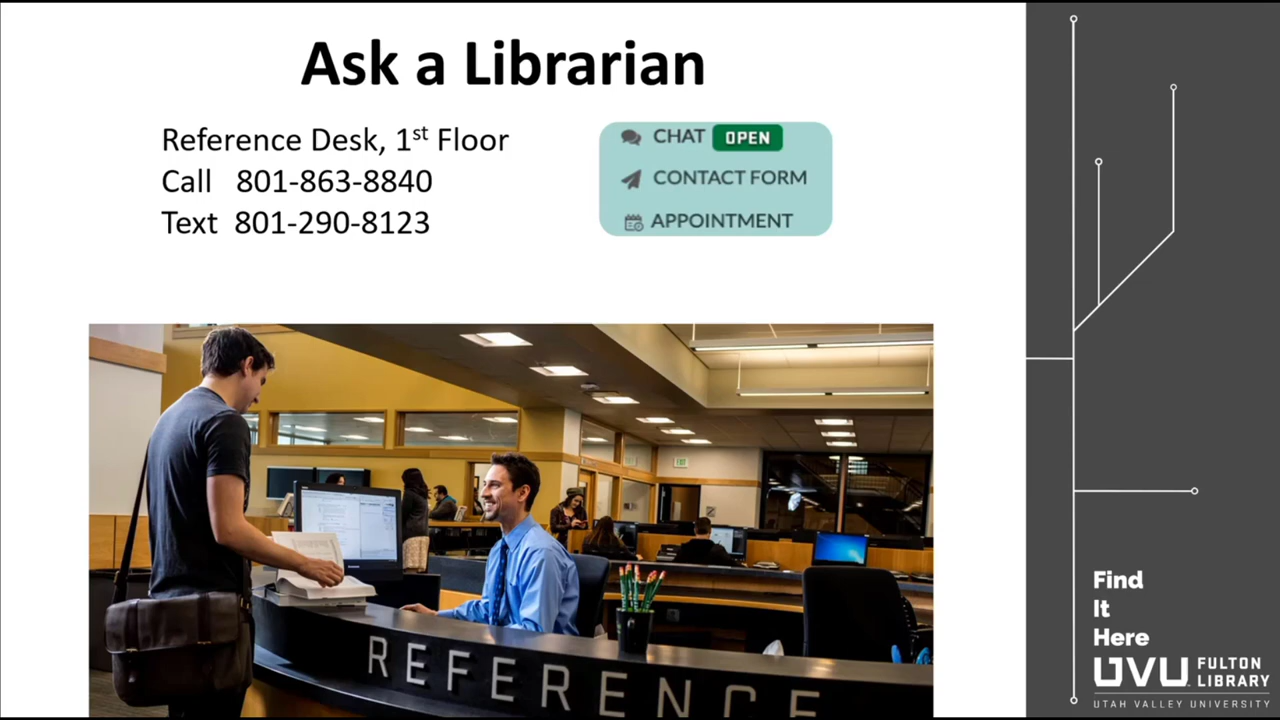 Ask a Librarian
Reference Desk, 1st Floor
Call 801-863-8840
Text 801-290-8123
CHAT OPEN
CONTACT FORM
APPOINTMENT
REFERENCE
Find
It
Here
UVU FULTON
LIBRARY
UTAH VALLEY UNIVERSITY